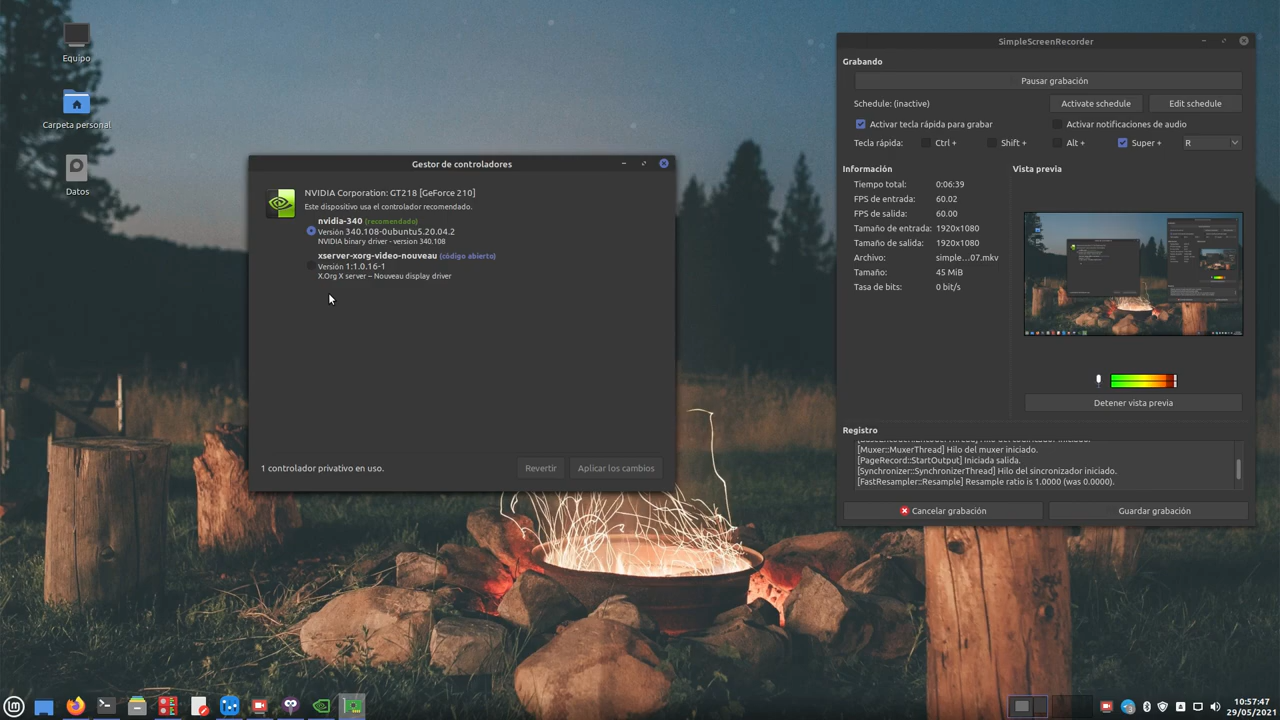 Equipo
Carpeta personal
Datos
Gestor de controladores
NVIDIA Corporation: GT218 [GeForce 210]
Este dispositivo usa el controlador recomendado.
nvidia-340 (recomendado)
Versión 340.108-0ubuntu5.20.04.2
NVIDIA binary driver - version 340.108
xserver-xorg-video-nouveau (código abierto)
Versión 1:1.0.16-1
X.Org X server -- Nouveau display driver
1 controlador privativo en uso.
Revertir
Aplicar los cambios
SimpleScreenRecorder
Grabando
Pausar grabación
Schedule: (inactive)
Activate schedule
Edit schedule
Activar tecla rápida para grabar
Activar notificaciones de audio
Tecla rápida:
Ctrl +
Shift +
Alt +
Super +
R
Información
Tiempo total: 0:06:39
FPS de entrada: 60.02
FPS de salida: 60.00
Tamaño de entrada: 1920x1080
Tamaño de salida: 1920x1080
Archivo: simple...07.mkv
Tamaño: 45 MiB
Tasa de bits: 0 bit/s
Vista previa
Detener vista previa
Registro
[Muxer::MuxerThread] Hilo del muxer iniciado.
[PageRecord::StartOutput] Iniciada salida.
[Synchronizer::SynchronizerThread] Hilo del sincronizador iniciado.
[FastResampler::Resample] Resample ratio is 1.0000 (was 0.0000).
Cancelar grabación
Guardar grabación
10:57:47
29/05/2021